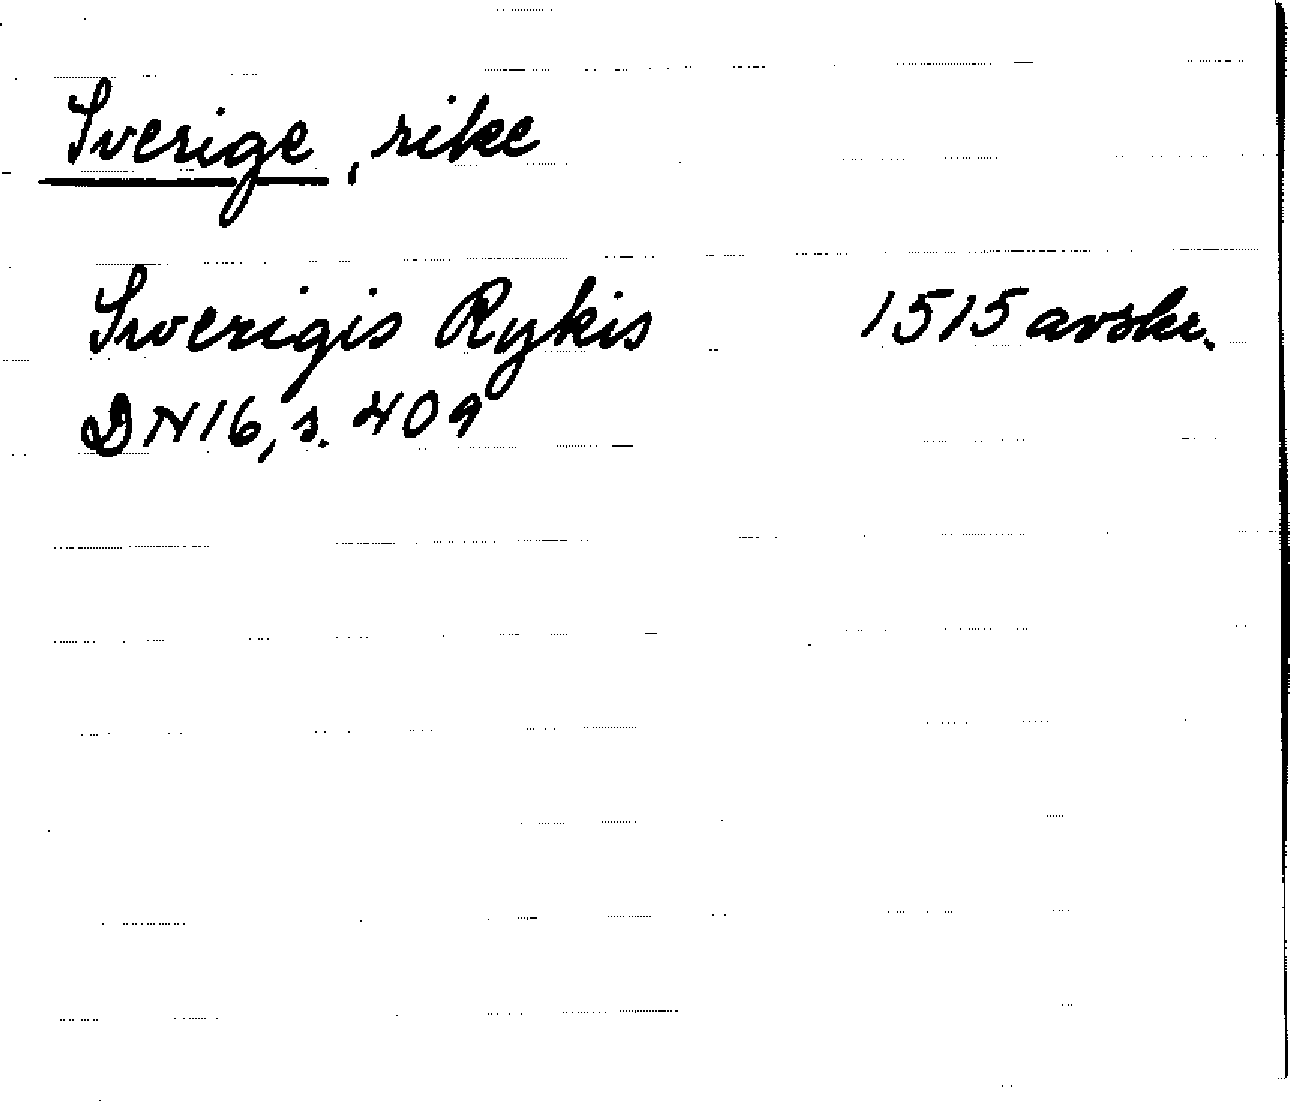 Sverige, rike
Swerigis Rykis 1515 avskr.
DN16, s. 409